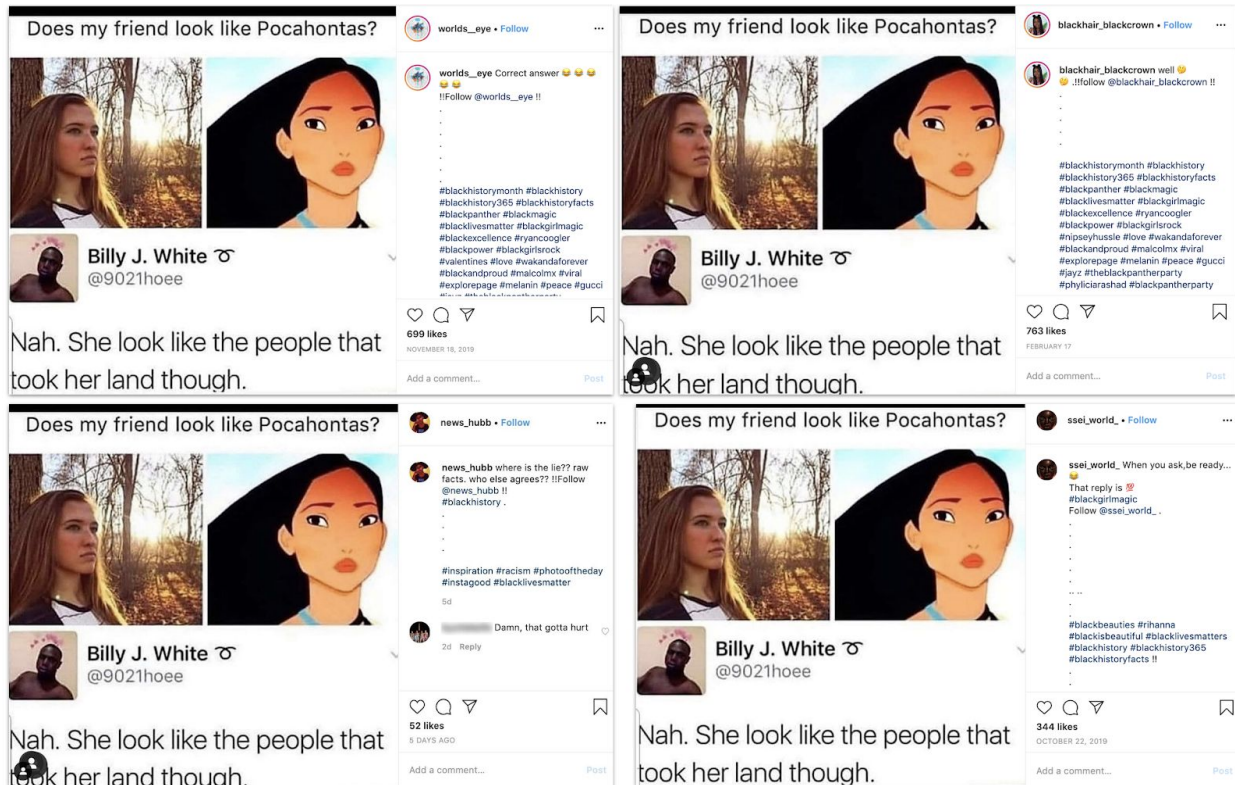 Does my friend look like Pocahontas?
Billy J. White ➰
@9021hoee
Nah. She look like the people that
took her land though.
worlds__eye • Follow
worlds__eye Correct answer 😂 😂 😂
😂 😂
!!Follow @worlds__eye !!
.
.
.
.
.
.
.
#blackhistorymonth #blackhistory
#blackhistory365 #blackhistoryfacts
#blackpanther #blackmagic
#blacklivesmatter #blackgirlmagic
#blackexcellence #ryancoogler
#blackpower #blackgirlsrock
#valentines #love #wakandaforever
#blackandproud #malcolmx #viral
#explorepage #melanin #peace #gucci
#jayz #theblackpantherparty
699 likes
NOVEMBER 18, 2019
Add a comment... Post
Does my friend look like Pocahontas?
Billy J. White ➰
@9021hoee
Nah. She look like the people that
took her land though.
blackhair_blackcrown • Follow
blackhair_blackcrown well 🤔
🤔 .!!follow @blackhair_blackcrown !!
.
.
.
.
.
#blackhistorymonth #blackhistory
#blackhistory365 #blackhistoryfacts
#blackpanther #blackmagic
#blacklivesmatter #blackgirlmagic
#blackexcellence #ryancoogler
#blackpower #blackgirlsrock
#nipseyhussle #love #wakandaforever
#blackandproud #malcolmx #viral
#explorepage #melanin #peace #gucci
#jayz #theblackpantherparty
#phyliciarashad #blackpantherparty
763 likes
FEBRUARY 17
Add a comment... Post
Does my friend look like Pocahontas?
Billy J. White ➰
@9021hoee
Nah. She look like the people that
took her land though.
news_hubb • Follow
news_hubb where is the lie?? raw
facts. who else agrees?? !!Follow
@news_hubb !!
#blackhistory .
.
.
.
.
#inspiration #racism #photooftheday
#instagood #blacklivesmatter
5d
Damn, that gotta hurt
2d Reply
52 likes
5 DAYS AGO
Add a comment... Post
Does my friend look like Pocahontas?
Billy J. White ➰
@9021hoee
Nah. She look like the people that
took her land though.
ssei_world_ • Follow
ssei_world_ When you ask,be ready...
😂
That reply is 💯
#blackgirlmagic
Follow @ssei_world_ .
.
.
.
.
.
.
.. ..
.
.
#blackbeauties #rihanna
#blackisbeautiful #blacklivesmatters
#blackhistory #blackhistory365
#blackhistoryfacts !!
.
.
344 likes
OCTOBER 22, 2019
Add a comment... Post